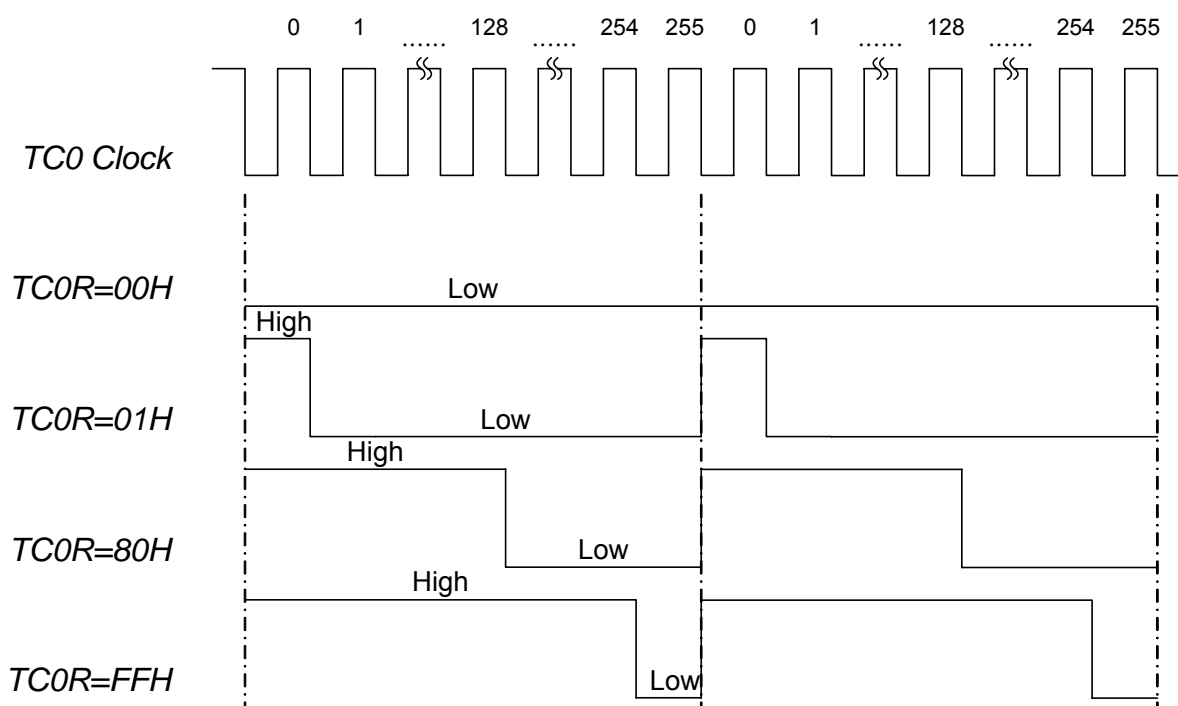 0 1 ...... 128 ...... 254 255 0 1 ...... 128 ...... 254 255
TC0 Clock
TC0R=00H
Low
High
TC0R=01H
Low
High
TC0R=80H
Low
High
TC0R=FFH
Low